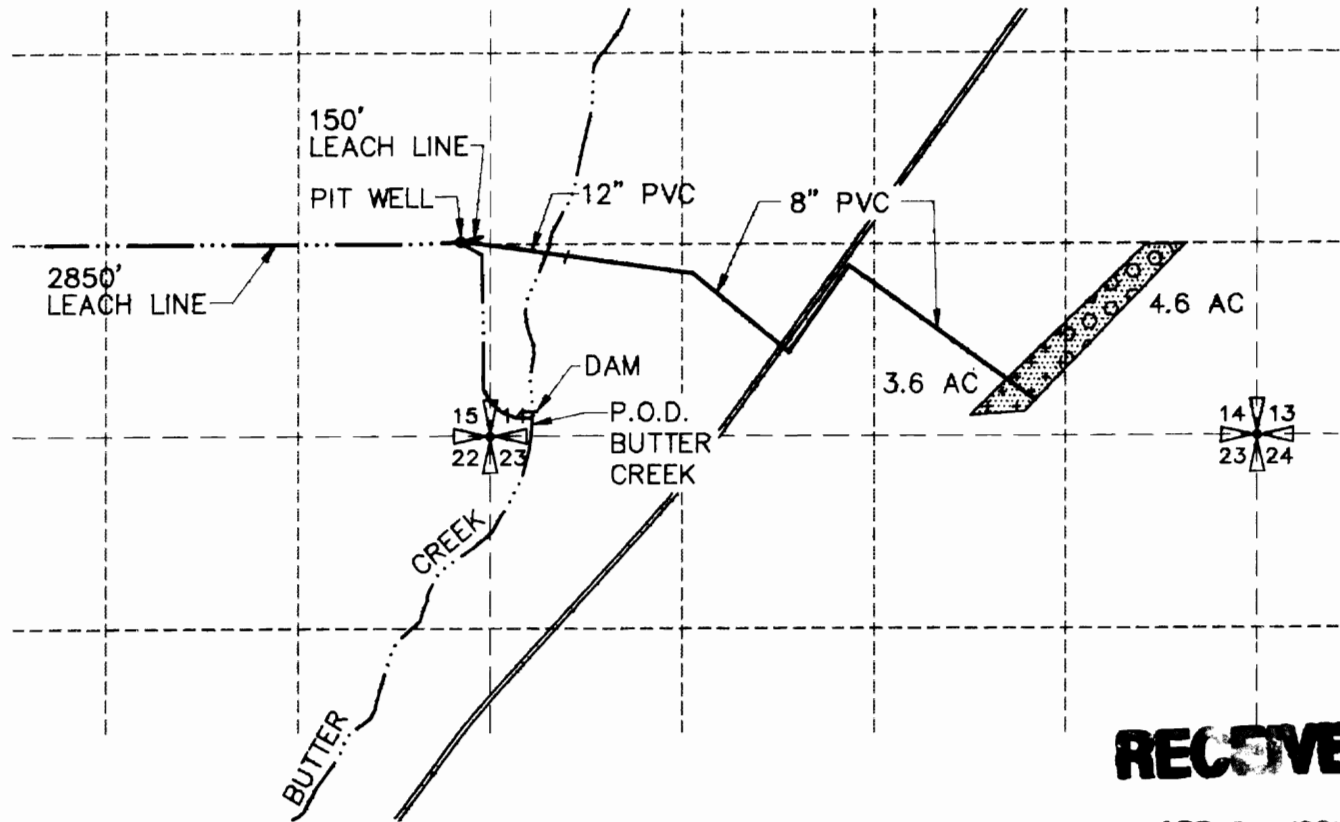 150'
LEACH LINE
PIT WELL
12" PVC
8" PVC
2850'
LEACH LINE
4.6 AC
3.6 AC
DAM
15 14
22 23
P.O.D.
BUTTER
CREEK
14 13
23 24
CREEK
BUTTER